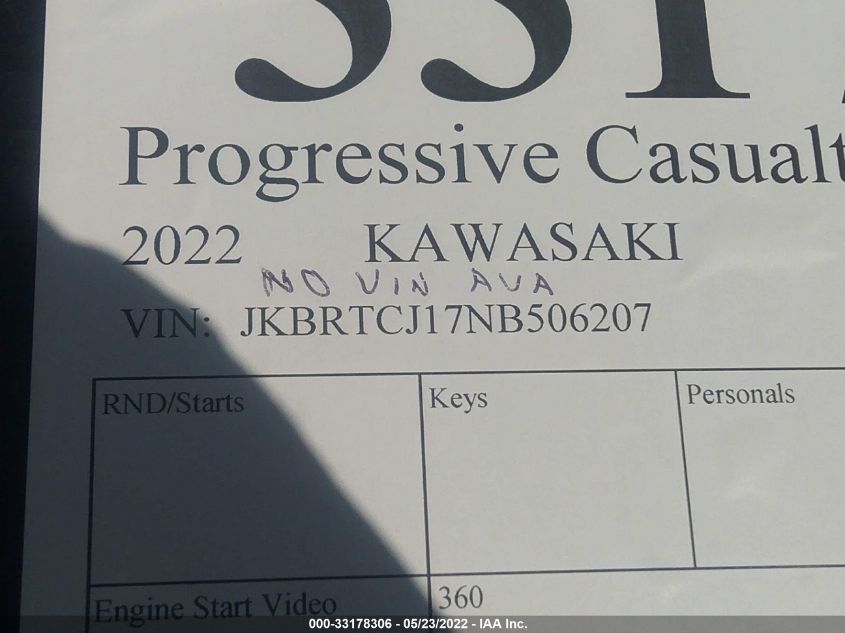 Progressive Casualt
2022 KAWASAKI
NO VIN AVA
VIN: JKBRTCJ17NB506207
RND/Starts Keys Personals
Engine Start Video 360
000-33178306 - 05/23/2022 - IAA Inc.